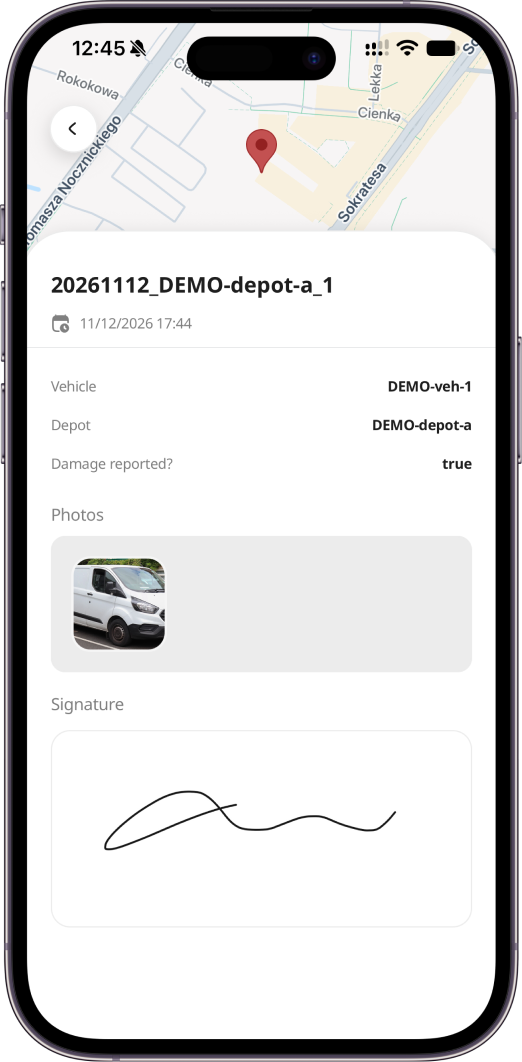 12:45
Rokokowa
Cienka
Lekka
Cienka
Tomasza Nocznickiego
Sokratesa
20261112_DEMO-depot-a_1
11/12/2026 17:44
Vehicle DEMO-veh-1
Depot DEMO-depot-a
Damage reported? true
Photos
Signature